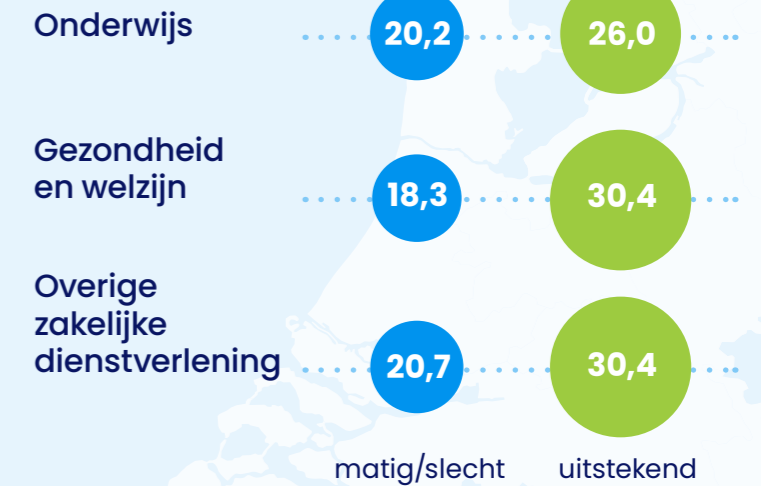 Onderwijs 20,2 26,0
Gezondheid
en welzijn 18,3 30,4
Overige
zakelijke
dienstverlening 20,7 30,4
matig/slecht uitstekend